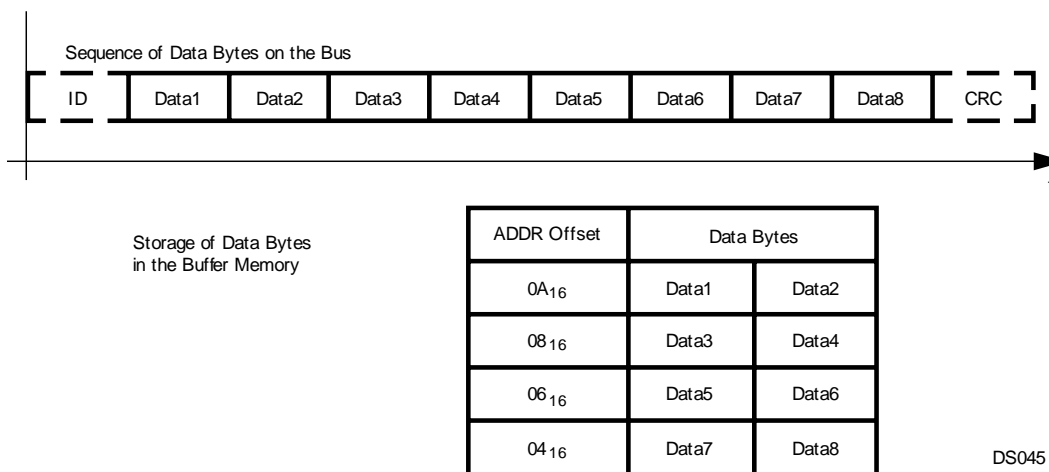 Sequence of Data Bytes on the Bus
ID Data1 Data2 Data3 Data4 Data5 Data6 Data7 Data8 CRC
Storage of Data Bytes
in the Buffer Memory
ADDR Offset Data Bytes
0A16 Data1 Data2
0816 Data3 Data4
0616 Data5 Data6
0416 Data7 Data8
DS045